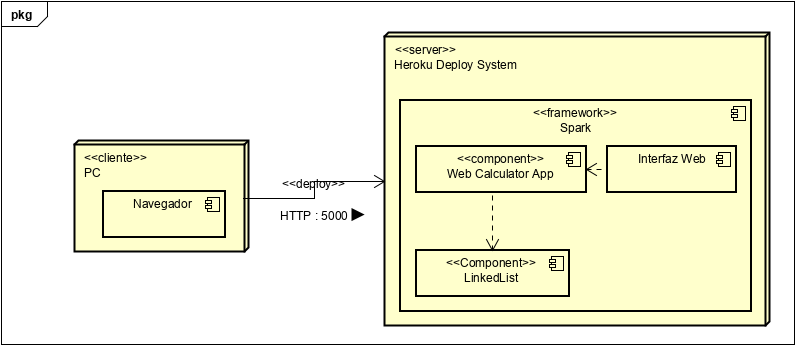 pkg
<<server>>
Heroku Deploy System
<<framework>>
Spark
<<component>>
Web Calculator App
Interfaz Web
<<cliente>>
PC
Navegador
<<deploy>>
HTTP : 5000
<<Component>>
LinkedList